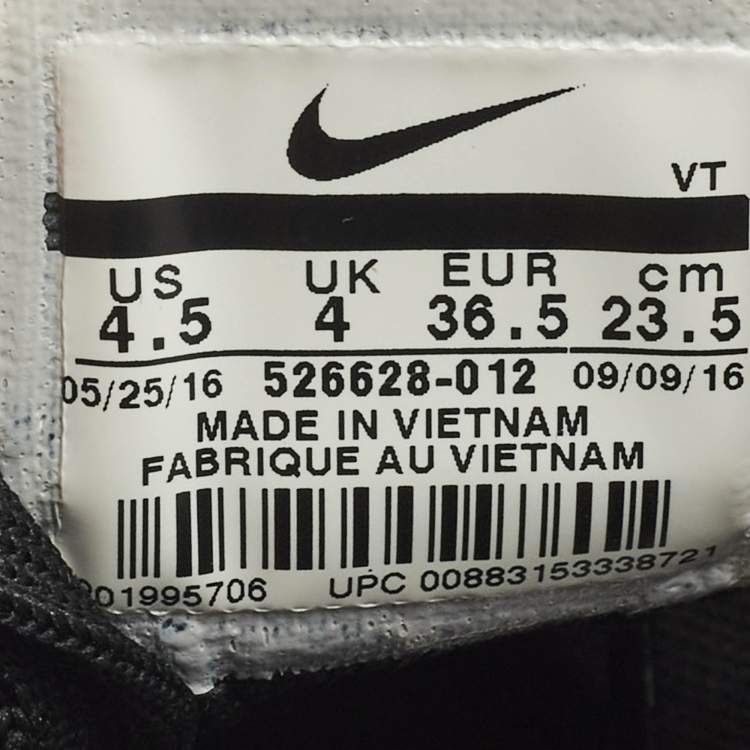 VT
US UK EUR cm
4.5 4 36.5 23.5
05/25/16 526628-012 09/09/16
MADE IN VIETNAM
FABRIQUE AU VIETNAM
01995706 UPC 00883153338721